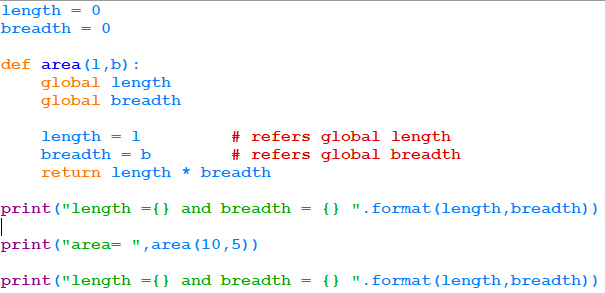 length = 0
breadth = 0
def area(l,b):
global length
global breadth
length = l # refers global length
breadth = b # refers global breadth
return length * breadth
print("length ={} and breadth = {} ".format(length,breadth))
print("area= ",area(10,5))
print("length ={} and breadth = {} ".format(length,breadth))